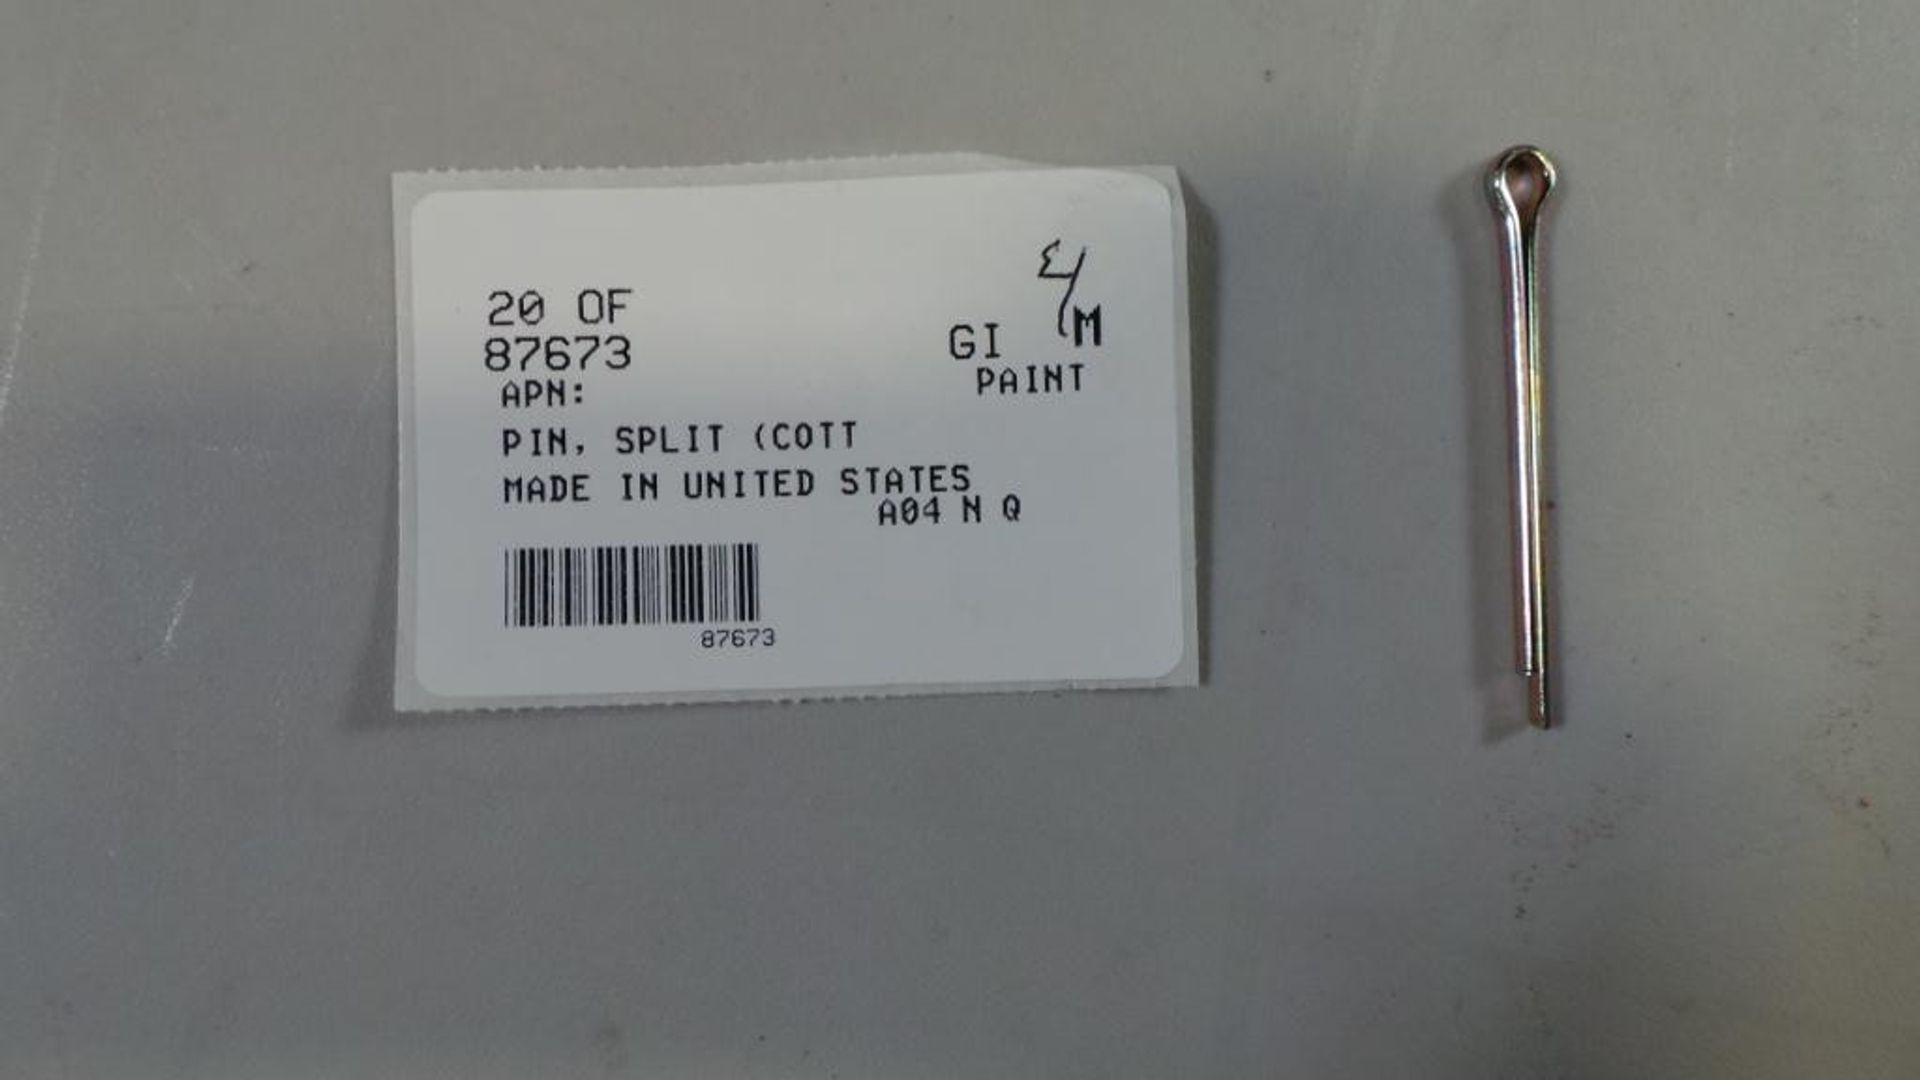 20 OF
87673
GI M
APN:
PAINT
PIN, SPLIT (COTT
MADE IN UNITED STATES
A04 N Q
87673